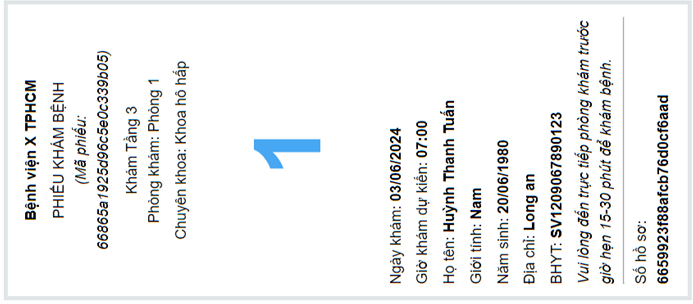 Bệnh viện X TPHCM
PHIẾU KHÁM BỆNH
(Mã phiếu:
66865a1925d96c5e0c339b05)
Khám Tầng 3
Phòng khám: Phòng 1
Chuyên khoa: Khoa hô hấp
1
Ngày khám: 03/06/2024
Giờ khám dự kiến: 07:00
Họ tên: Huỳnh Thanh Tuấn
Giới tính: Nam
Năm sinh: 20/06/1980
Địa chỉ: Long an
BHYT: SV1209067890123
Vui lòng đến trực tiếp phòng khám trước
giờ hẹn 15-30 phút để khám bệnh.
Số hồ sơ:
6659923f88afcb76d0cf6aad